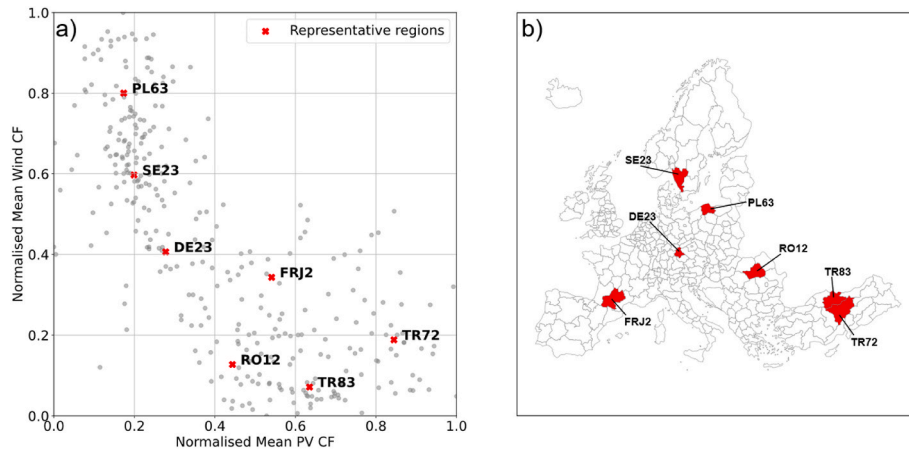 a)
Representative regions
Normalised Mean Wind CF
1.0
0.8
0.6
0.4
0.2
0.0
PL63
SE23
DE23
FRJ2
TR72
RO12
TR83
0.0 0.2 0.4 0.6 0.8 1.0
Normalised Mean PV CF
b)
SE23
PL63
DE23
RO12
TR83
FRJ2
TR72